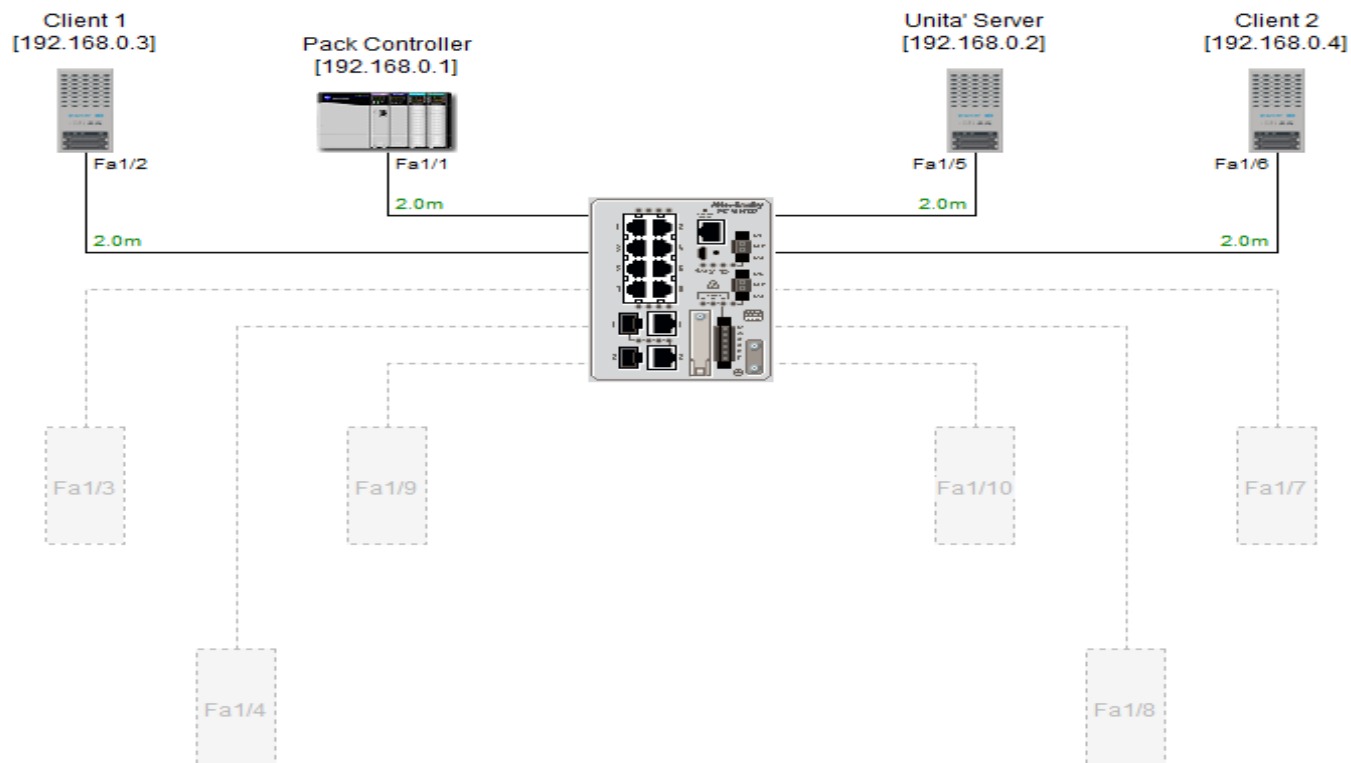 Client 1
[192.168.0.3]
Pack Controller
[192.168.0.1]
Unita' Server
[192.168.0.2]
Client 2
[192.168.0.4]
Fa1/2
Fa1/1
Fa1/5
Fa1/6
2.0m
2.0m
2.0m
2.0m
Allen-Bradley
Fa1/3
Fa1/9
Fa1/10
Fa1/7
Fa1/4
Fa1/8